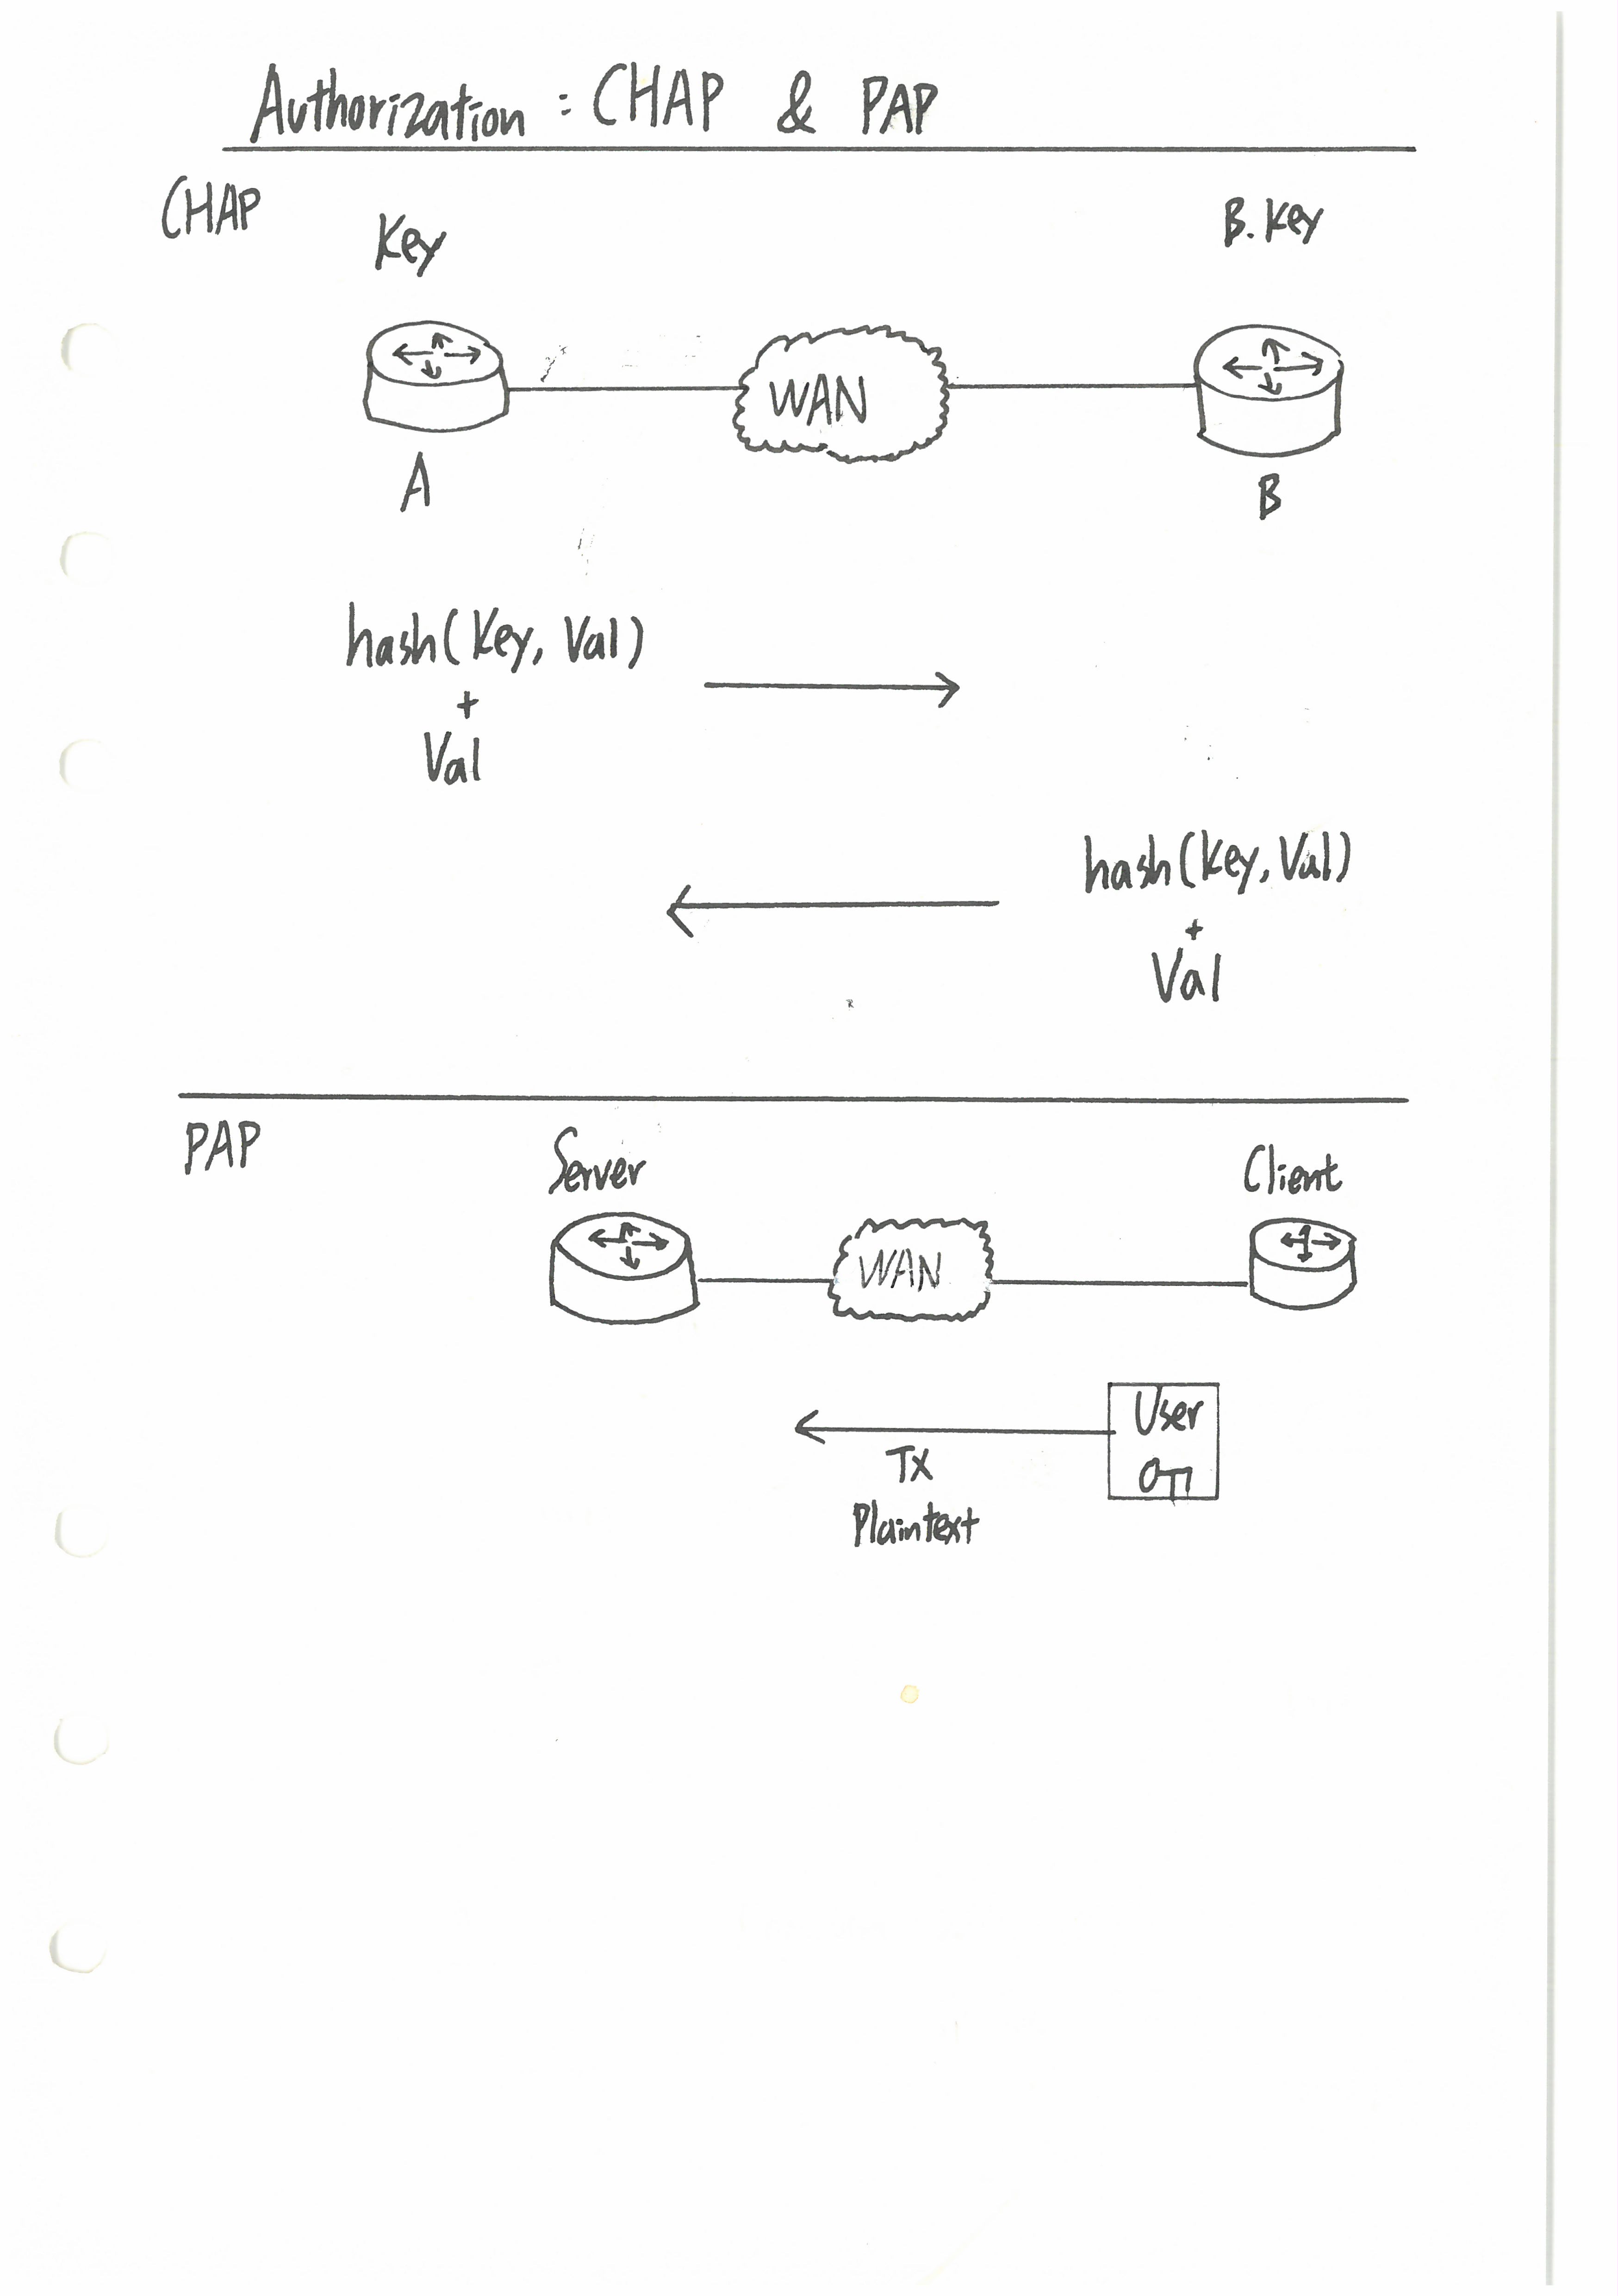 Authorization : CHAP & PAP
CHAP
Key
B. Key
WAN
A
B
hash(Key, Val)
+
Val
hash(Key, Val)
+
Val
PAP
Server
Client
WAN
User
Tx
Plaintext